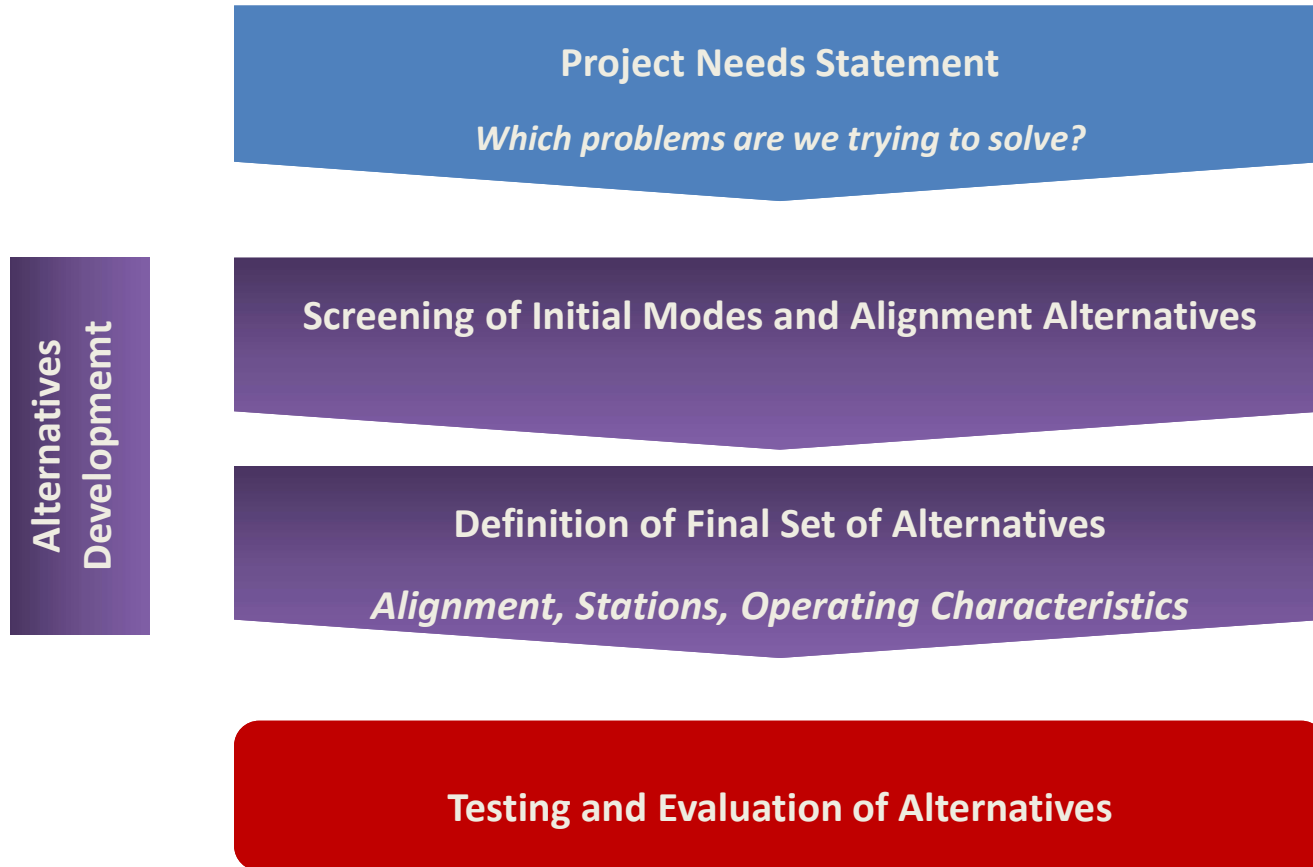 Project Needs Statement
Which problems are we trying to solve?
Alternatives
Developmemt
Screening of Initial Modes and Alignment Alternatives
Definition of Final Set of Alternatives
Alignment, Stations, Operating Characteristics
Testing and Evaluation of Alternatives